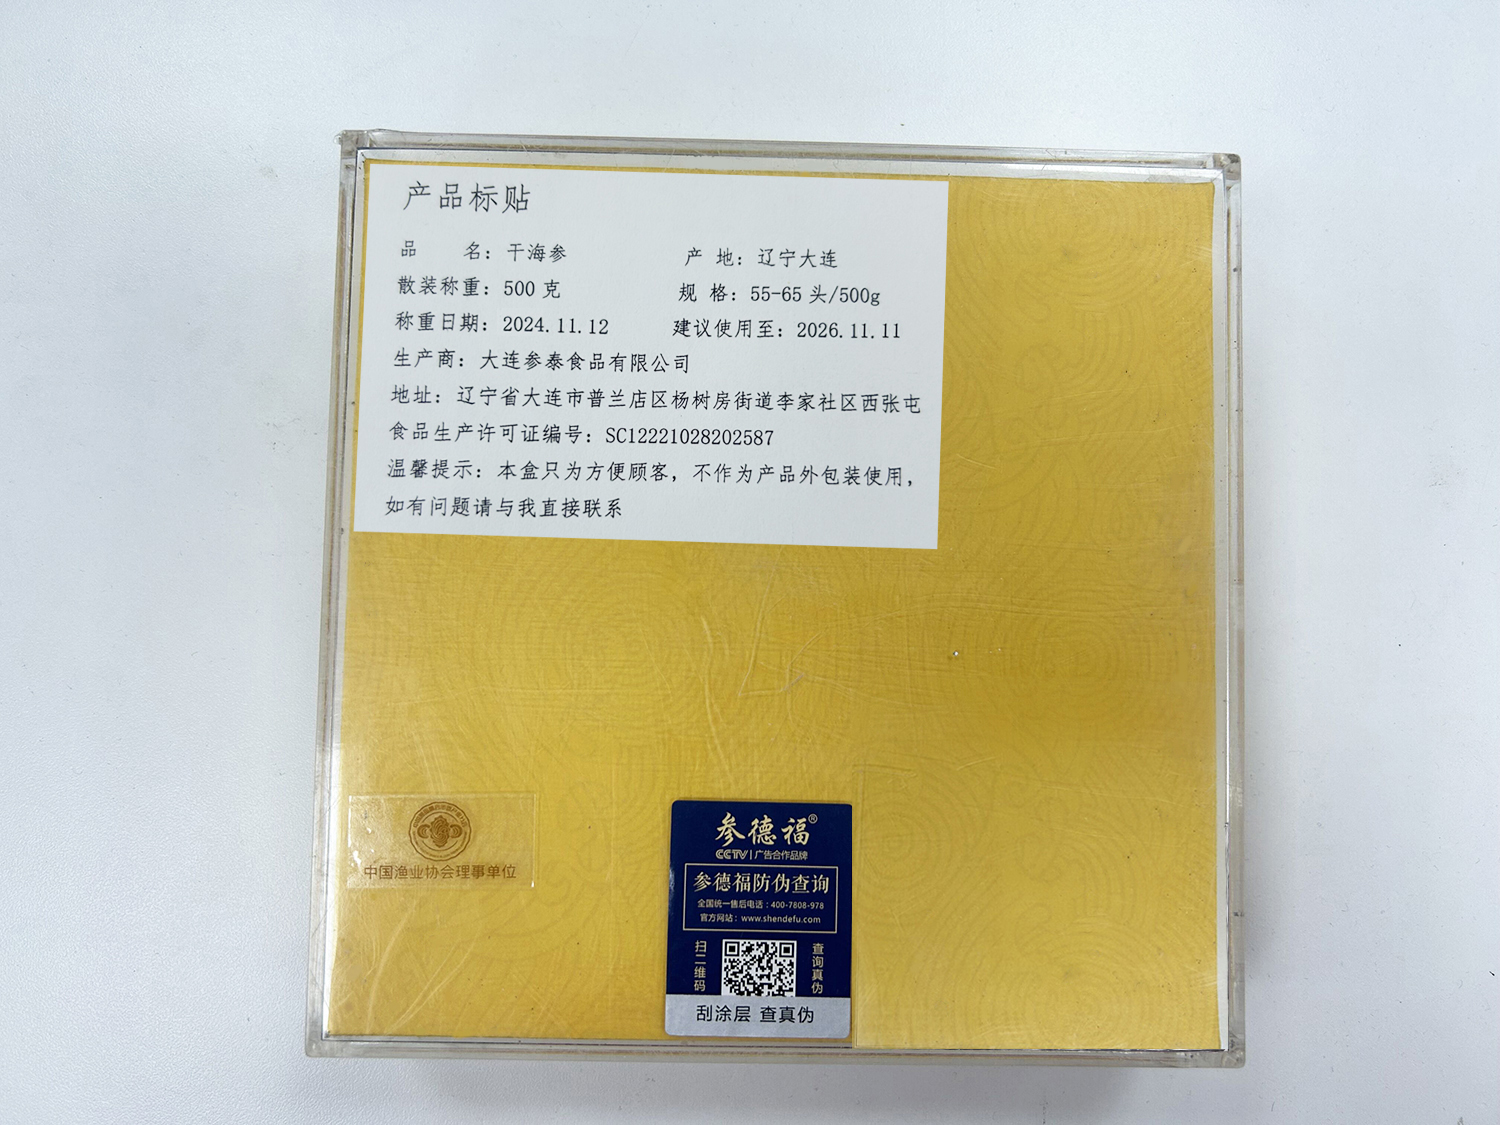 产品标贴
品 名：干海参 产 地：辽宁大连
散装称重：500 克 规 格：55-65 头/500g
称重日期：2024.11.12 建议使用至：2026.11.11
生产商：大连参泰食品有限公司
地址：辽宁省大连市普兰店区杨树房街道李家社区西张屯
食品生产许可证编号：SC12221028202587
温馨提示：本盒只为方便顾客，不作为产品外包装使用，
如有问题请与我直接联系
中国渔业协会理事单位
参德福®
CCTV|广告合作品牌
参德福防伪查询
全国统一售后电话：400-7808-978
官方网站：www.shendefu.com
扫二维码
查询真伪
刮涂层 查真伪